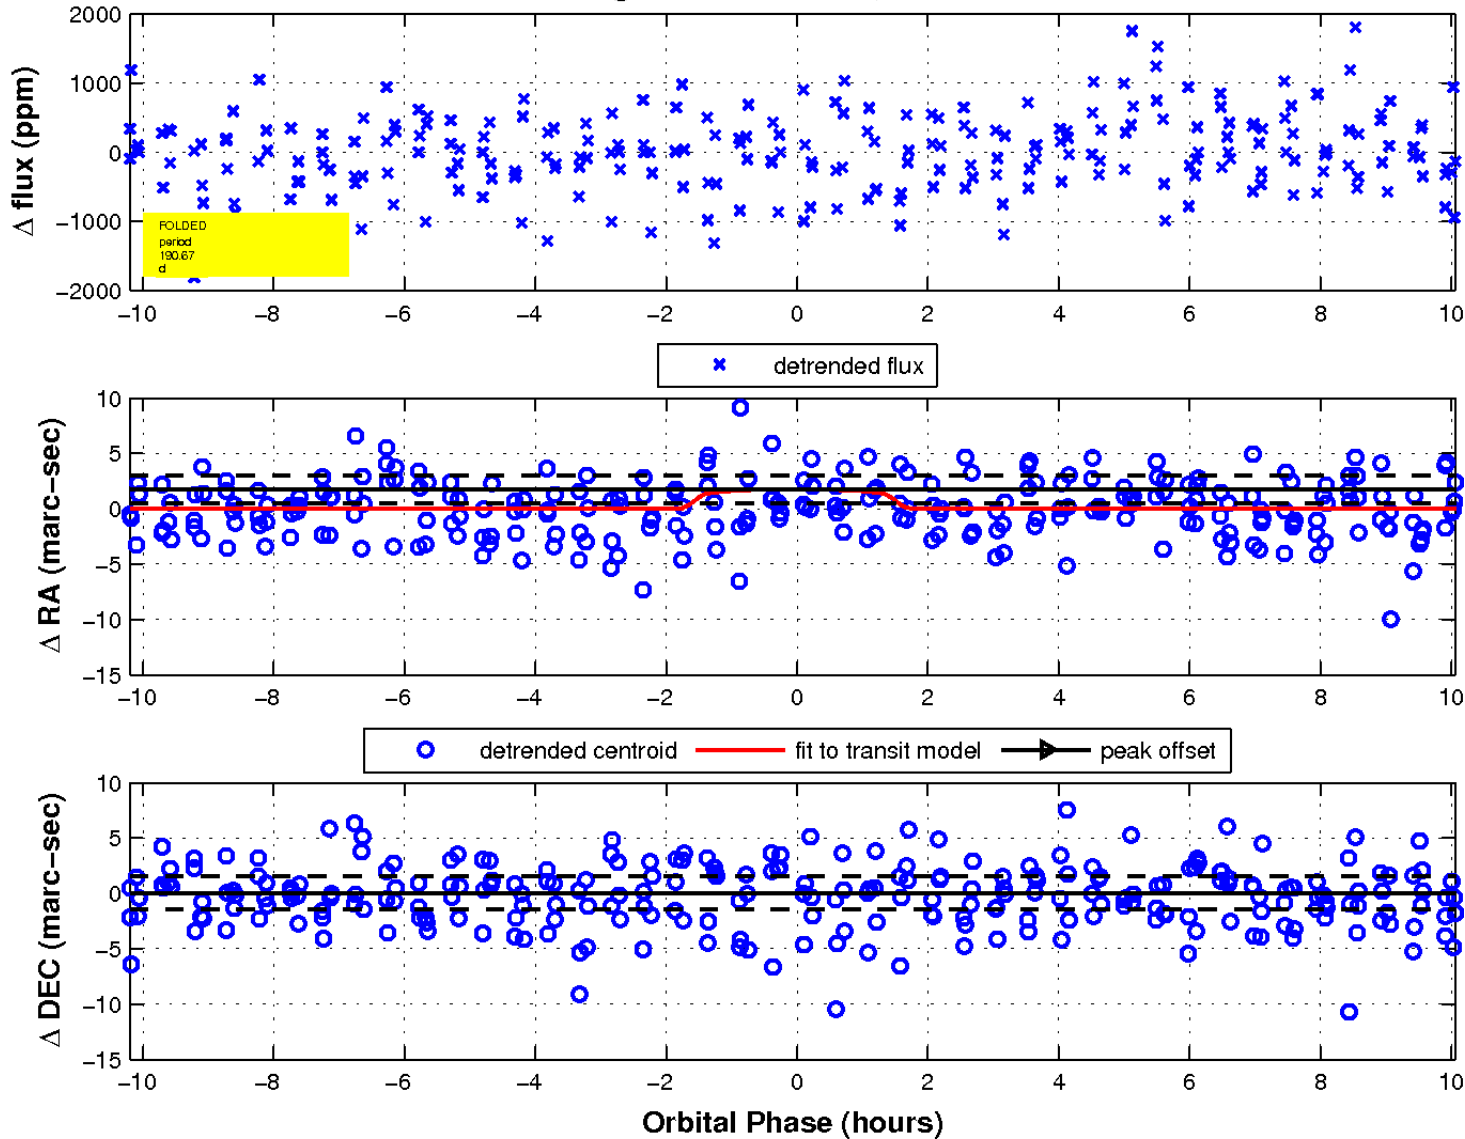 2000
1000
0
−1000
−2000
Δ flux (ppm)
FOLDED
period
190.67
d
−10 −8 −6 −4 −2 0 2 4 6 8 10
detrended flux
10
5
0
−5
−10
−15
Δ RA (marc−sec)
−10 −8 −6 −4 −2 0 2 4 6 8 10
detrended centroid fit to transit model peak offset
10
5
0
−5
−10
−15
Δ DEC (marc−sec)
−10 −8 −6 −4 −2 0 2 4 6 8 10
Orbital Phase (hours)